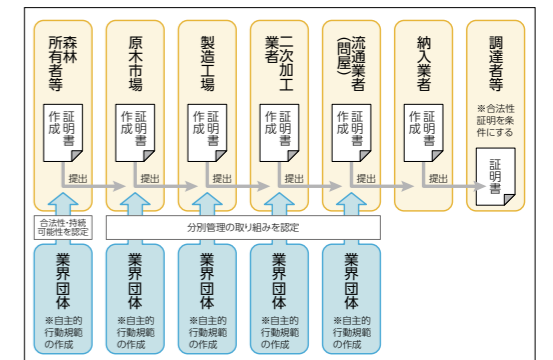 森林
所有者等
原木市場
製造工場
二次加工
業者
流通業者
(問屋)
納入業者
調達者等
※合法性
証明を条
件にする
証明書
作成
証明書
作成
証明書
作成
証明書
作成
証明書
作成
証明書
作成
証明書
提出
提出
提出
提出
提出
提出
合法性・持続
可能性を認定
分別管理の取り組みを認定
業界団体
※自主的
行動規範
の作成
業界団体
※自主的
行動規範
の作成
業界団体
※自主的
行動規範
の作成
業界団体
※自主的
行動規範
の作成
業界団体
※自主的
行動規範
の作成